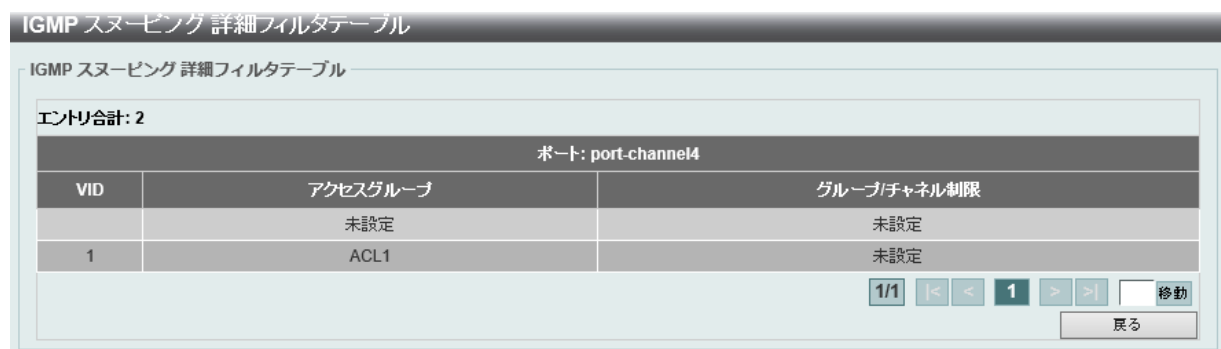 IGMP スヌーピング 詳細フィルタテーブル
IGMP スヌーピング 詳細フィルタテーブル
エントリ合計: 2
ポート: port-channel4
VID アクセスグループ グループ/チャネル制限
未設定 未設定
1 ACL1 未設定
1/1 |< < 1 > >| 移動
戻る